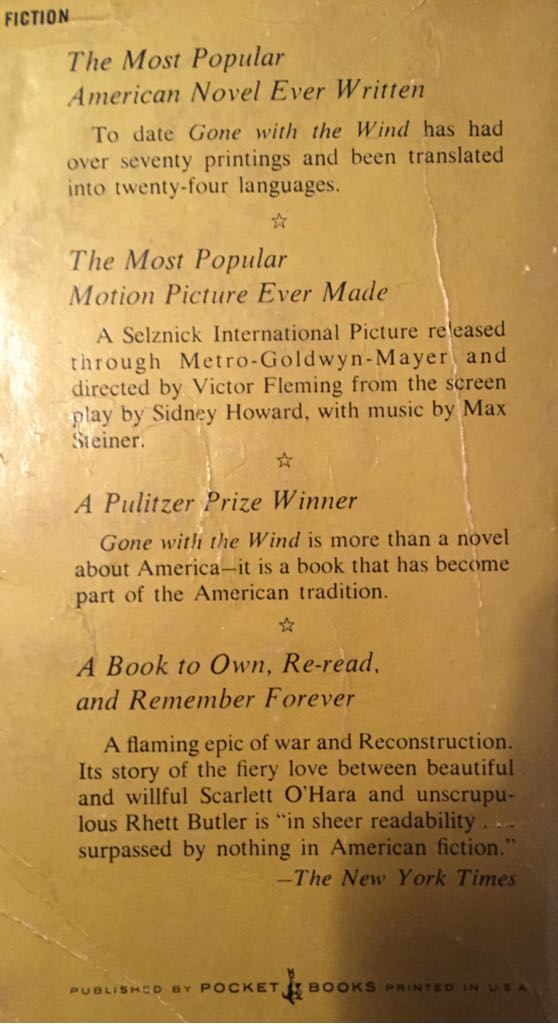 FICTION
The Most Popular
American Novel Ever Written
To date Gone with the Wind has had
over seventy printings and been translated
into twenty-four languages.
The Most Popular
Motion Picture Ever Made
A Selznick International Picture released
through Metro-Goldwyn-Mayer and
directed by Victor Fleming from the screen
play by Sidney Howard, with music by Max
Steiner.
A Pulitzer Prize Winner
Gone with the Wind is more than a novel
about America—it is a book that has become
part of the American tradition.
A Book to Own, Re-read,
and Remember Forever
A flaming epic of war and Reconstruction.
Its story of the fiery love between beautiful
and willful Scarlett O'Hara and unscrupu-
lous Rhett Butler is "in sheer readability . . .
surpassed by nothing in American fiction."
—The New York Times
PUBLISHED BY POCKET BOOKS PRINTED IN U.S.A.